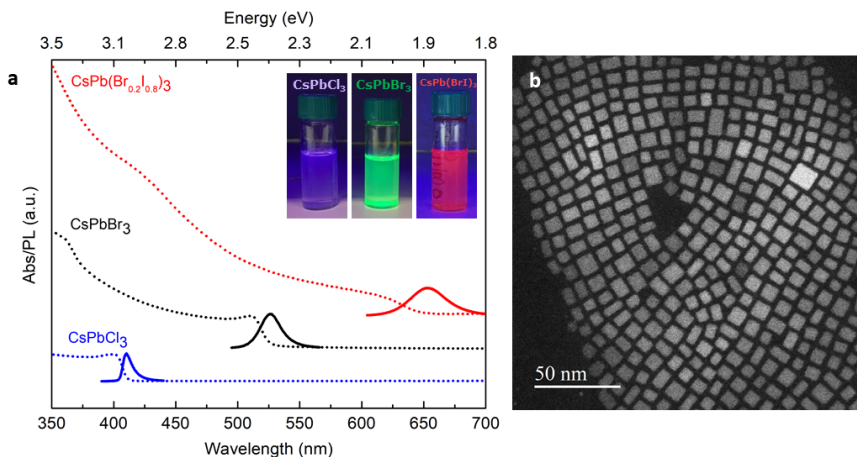 Energy (eV)
3.5 3.1 2.8 2.5 2.3 2.1 1.9 1.8
a
CsPb(Br₀.₂I₀.₈)₃
CsPbCl₃ CsPbBr₃ CsPb(BrI)₃
CsPbBr₃
CsPbCl₃
Abs/PL (a.u.)
350 400 450 500 550 600 650 700
Wavelength (nm)
b
50 nm